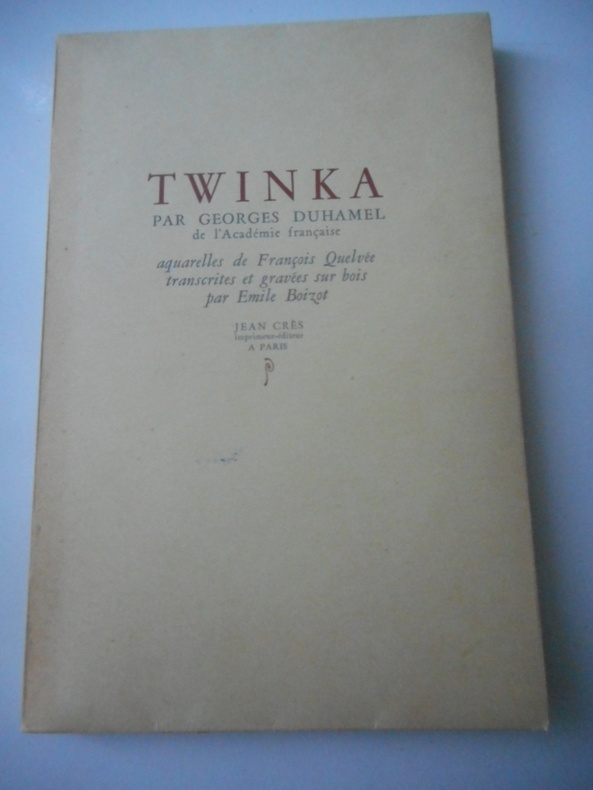 TWINKA
PAR GEORGES DUHAMEL
de l'Académie française
aquarelles de François Quelvée
transcrites et gravées sur bois
par Emile Boizot
JEAN CRÈS
imprimeur-éditeur
A PARIS